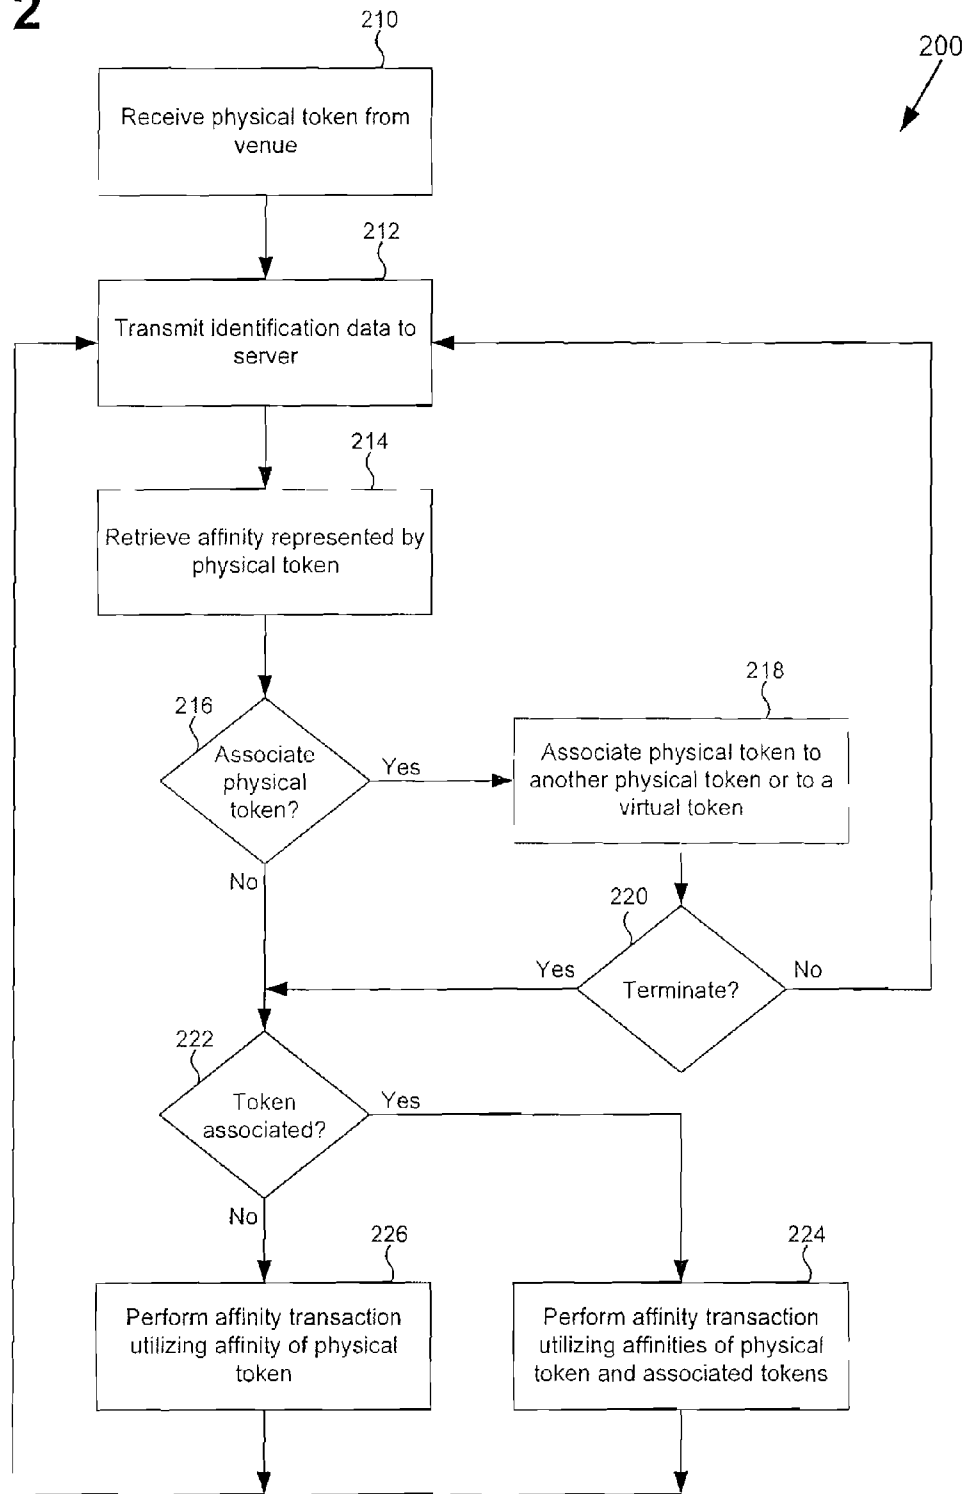 2
210
200
Receive physical token from
venue
212
Transmit identification data to
server
214
Retrieve affinity represented by
physical token
216
Associate
physical
token?
Yes
No
218
Associate physical token to
another physical token or to a
virtual token
220
Terminate?
Yes
No
222
Token
associated?
Yes
No
226
Perform affinity transaction
utilizing affinity of physical
token
224
Perform affinity transaction
utilizing affinities of physical
token and associated tokens